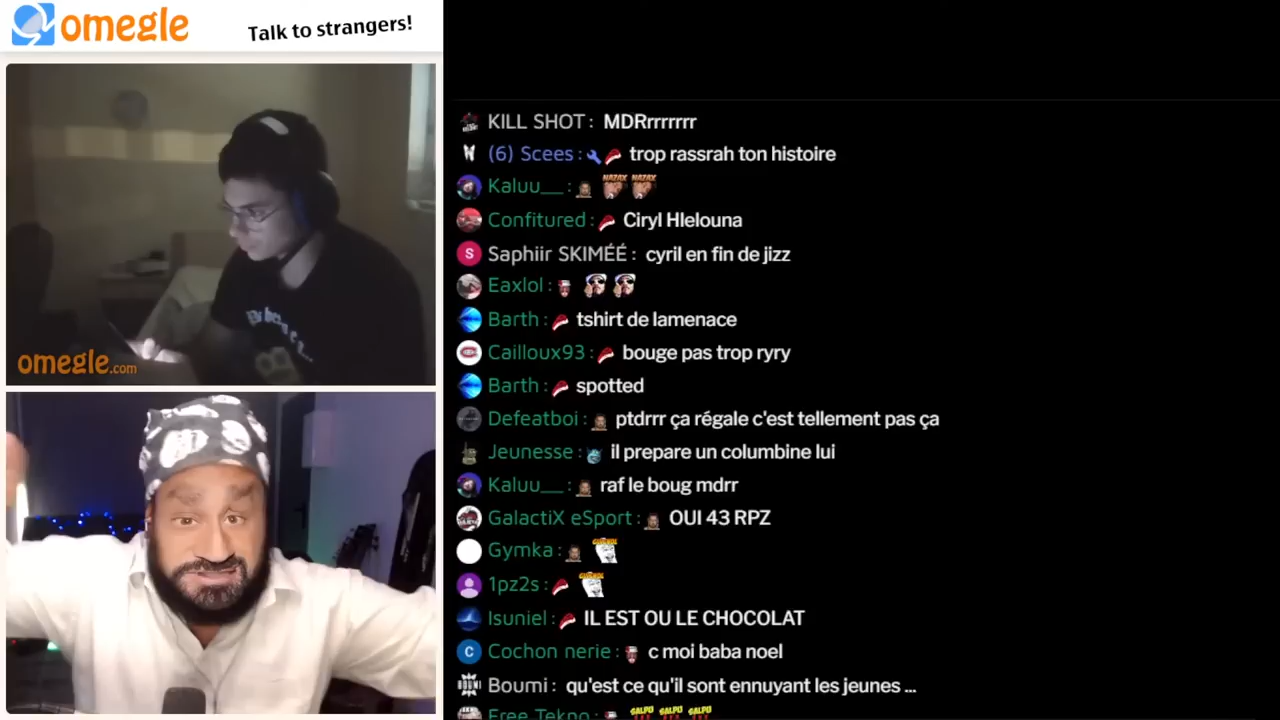 omegle
Talk to strangers!
omegle.com
KILL SHOT : MDRrrrrrrr
(6) Scees : trop rassrah ton histoire
Kaluu__ :
Confitured : Ciryl Hlelouna
Saphiir SKIMÉÉ : cyril en fin de jizz
Eaxlol :
Barth : tshirt de lamenace
Cailloux93 : bouge pas trop ryry
Barth : spotted
Defeatboi : ptdrrr ça régale c'est tellement pas ça
Jeunesse : il prepare un columbine lui
Kaluu__ : raf le boug mdrr
GalactiX eSport : OUI 43 RPZ
Gymka :
1pz2s :
Isuniel : IL EST OU LE CHOCOLAT
Cochon nerie : c moi baba noel
Boumi : qu'est ce qu'il sont ennuyant les jeunes ...
Free Tekno :